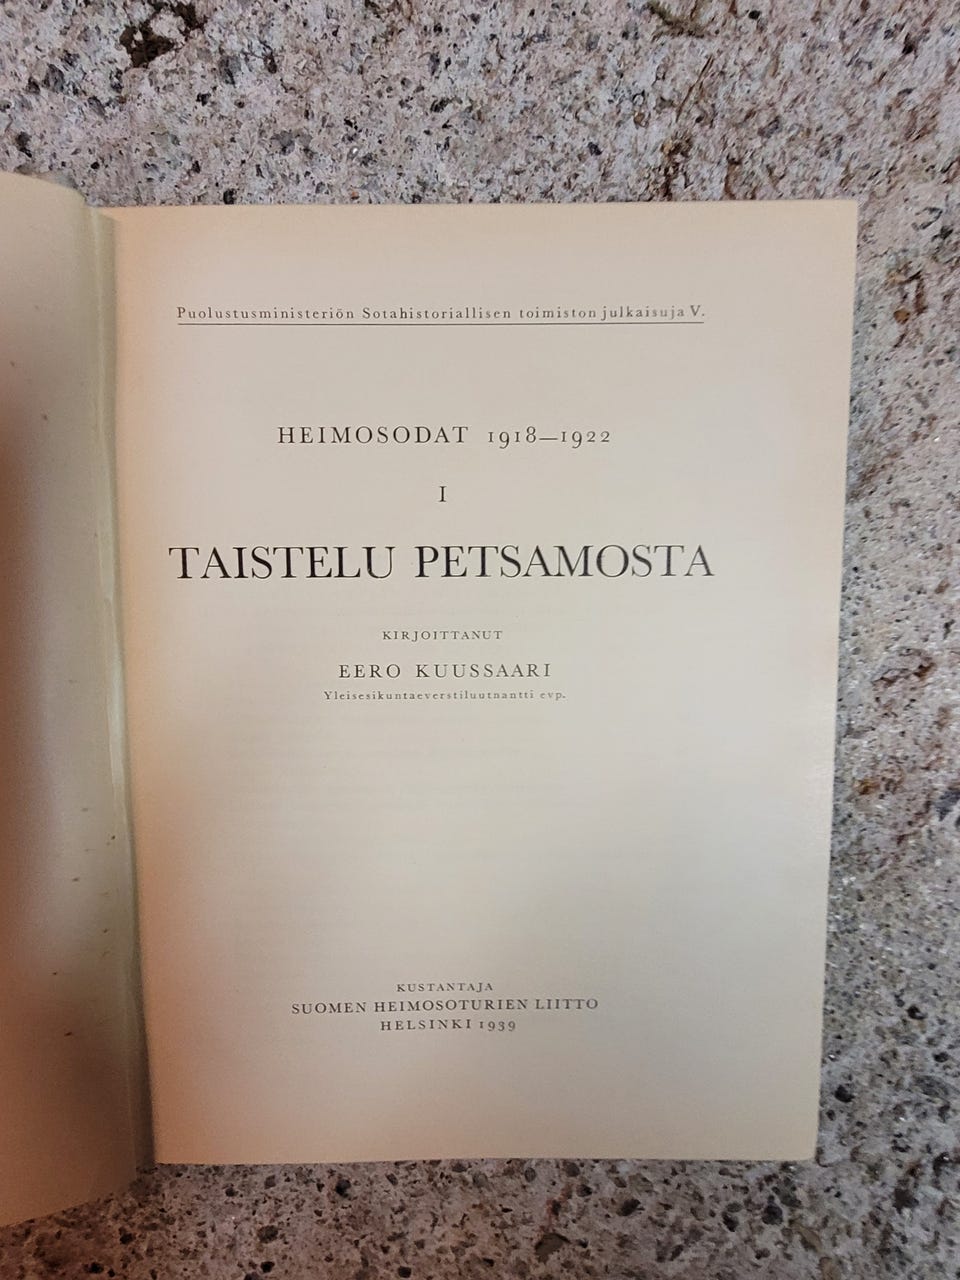 Puolustusministeriön Sotahistoriallisen toimiston julkaisuja V.
HEIMOSODAT 1918—1922
I
TAISTELU PETSAMOSTA
KIRJOITTANUT
EERO KUUSSAARI
Yleisesikuntaeverstiluutnantti evp.
KUSTANTAJA
SUOMEN HEIMOSOTURIEN LIITTO
HELSINKI 1939